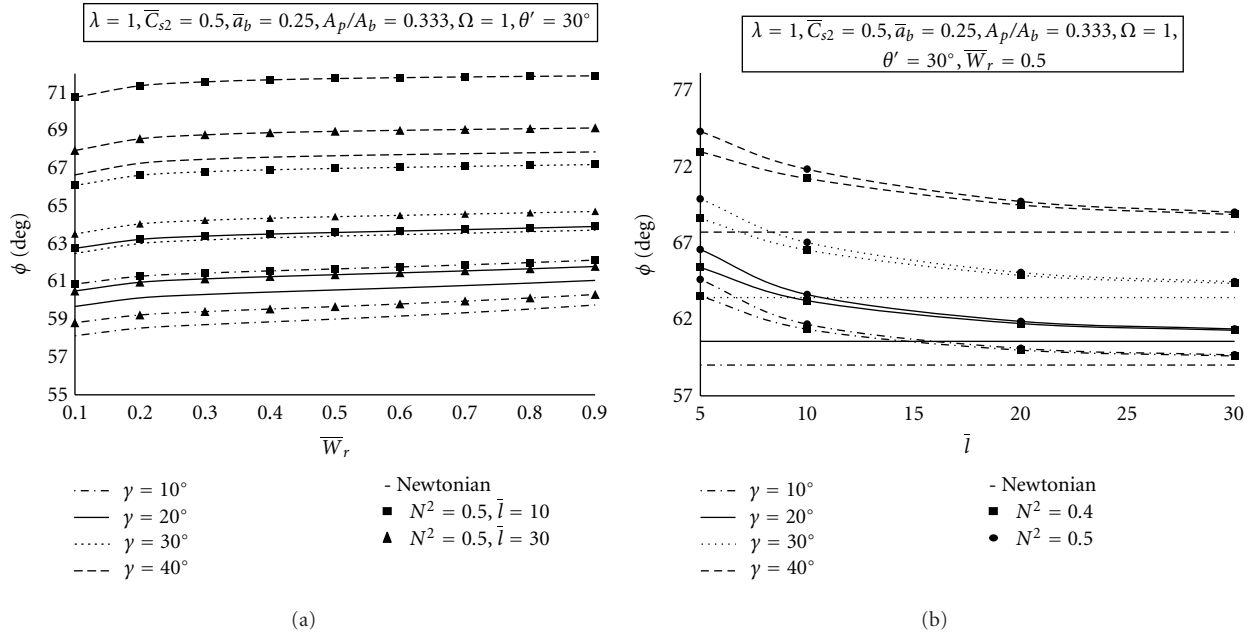 λ = 1, C̅s2 = 0.5, a̅b = 0.25, Ap/Ab = 0.333, Ω = 1, θ′ = 30°
71
69
67
65
63
61
59
57
55
ϕ (deg)
0.1 0.2 0.3 0.4 0.5 0.6 0.7 0.8 0.9
W̅r
γ = 10°
γ = 20°
γ = 30°
γ = 40°
- Newtonian
N² = 0.5, l̅ = 10
N² = 0.5, l̅ = 30
(a)
λ = 1, C̅s2 = 0.5, a̅b = 0.25, Ap/Ab = 0.333, Ω = 1,
θ′ = 30°, W̅r = 0.5
77
72
67
62
57
ϕ (deg)
5 10 15 20 25 30
l̅
γ = 10°
γ = 20°
γ = 30°
γ = 40°
- Newtonian
N² = 0.4
N² = 0.5
(b)